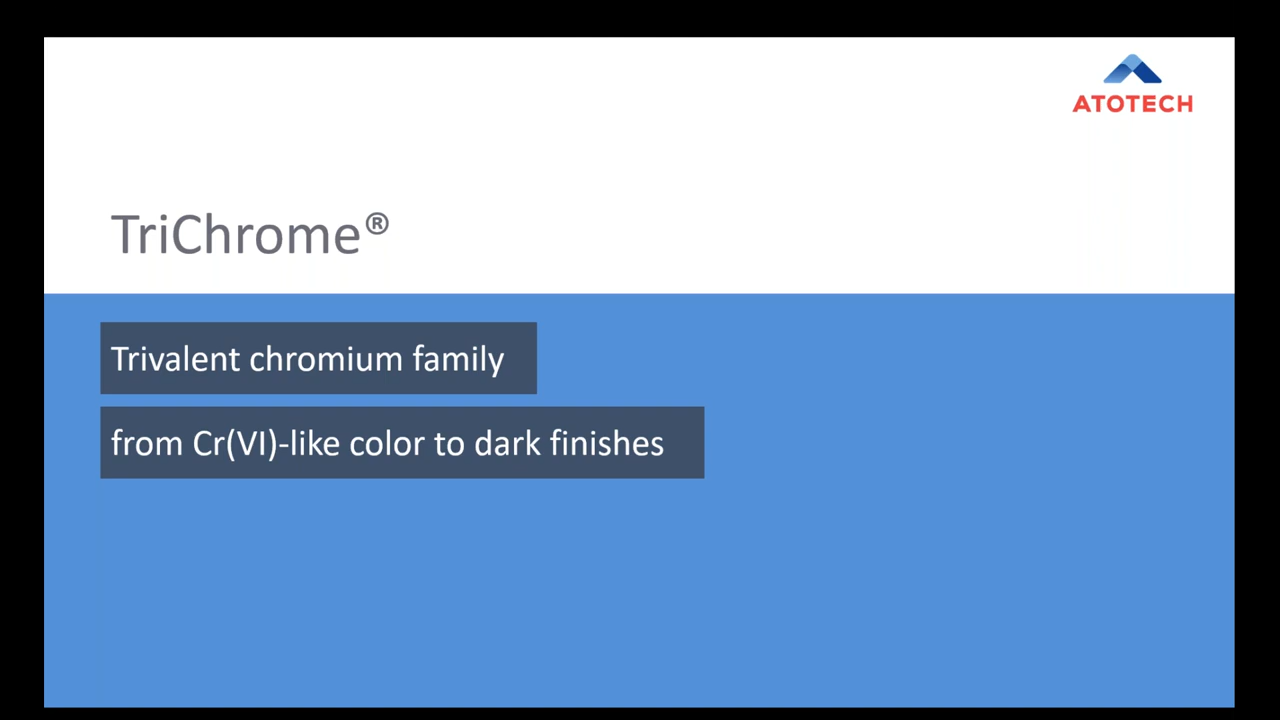 ATOTECH
TriChrome®
Trivalent chromium family
from Cr(VI)-like color to dark finishes